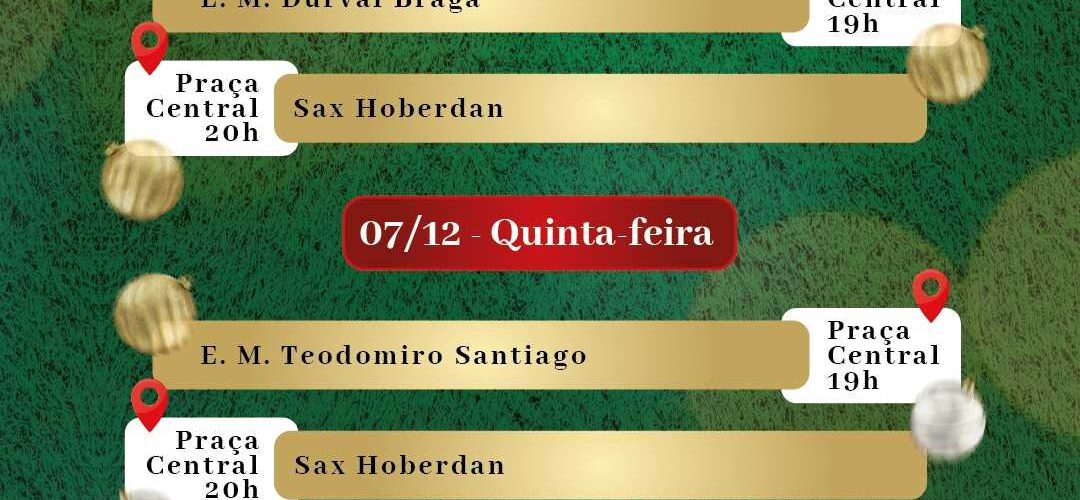 E. M. Durval Braga
Central
19h
Praça
Central
20h
Sax Hoberdan
07/12 - Quinta-feira
E. M. Teodomiro Santiago
Praça
Central
19h
Praça
Central
20h
Sax Hoberdan